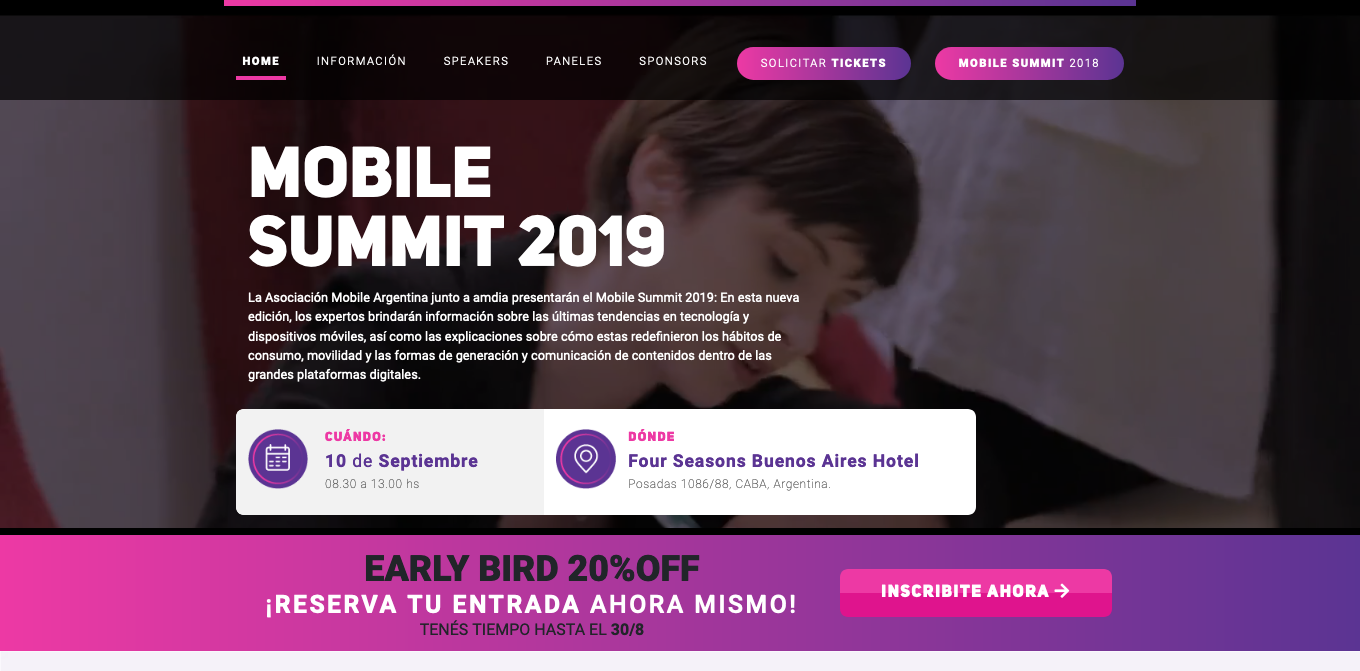 HOME
INFORMACIÓN
SPEAKERS
PANELES
SPONSORS
SOLICITAR TICKETS
MOBILE SUMMIT 2018
MOBILE
SUMMIT 2019
La Asociación Mobile Argentina junto a amdia presentarán el Mobile Summit 2019: En esta nueva
edición, los expertos brindarán información sobre las últimas tendencias en tecnología y
dispositivos móviles, así como las explicaciones sobre cómo estas redefinieron los hábitos de
consumo, movilidad y las formas de generación y comunicación de contenidos dentro de las
grandes plataformas digitales.
CUÁNDO:
10 de Septiembre
08.30 a 13.00 hs
DÓNDE
Four Seasons Buenos Aires Hotel
Posadas 1086/88, CABA, Argentina.
EARLY BIRD 20%OFF
¡RESERVA TU ENTRADA AHORA MISMO!
TENÉS TIEMPO HASTA EL 30/8
INSCRIBITE AHORA →